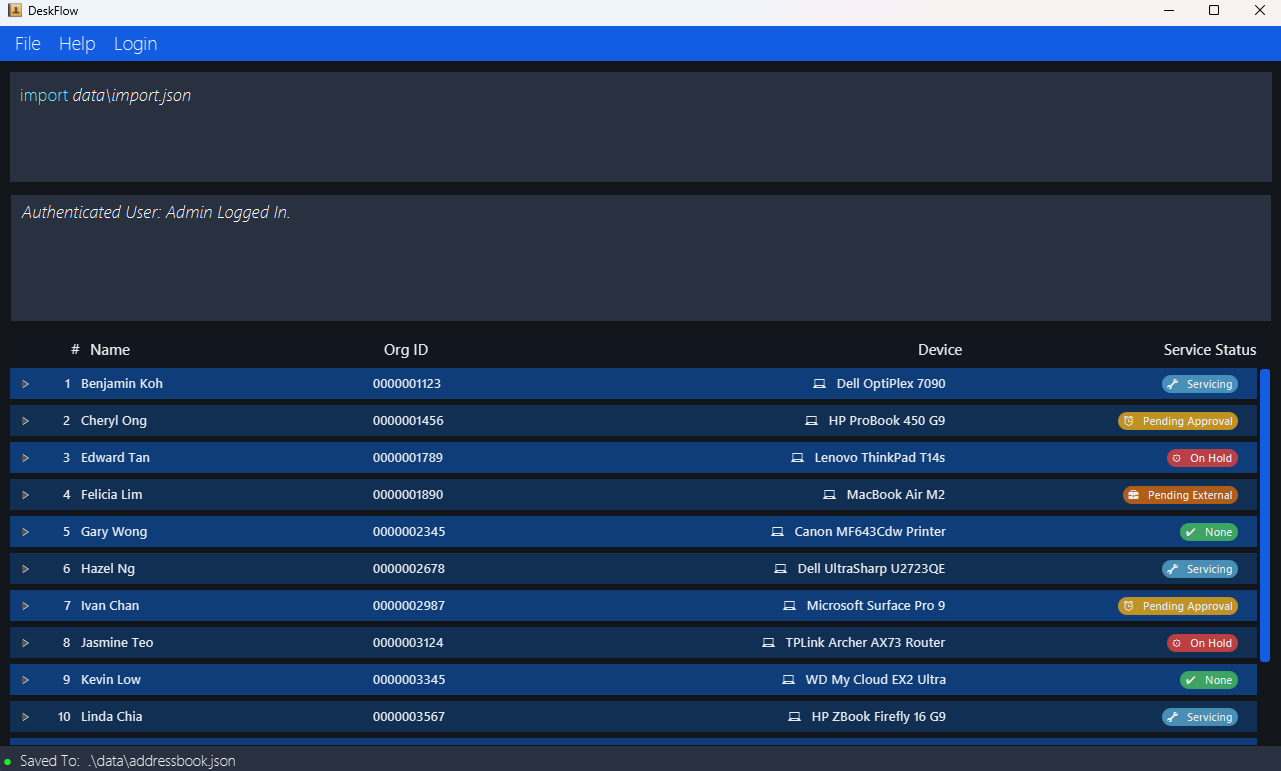 DeskFlow
File Help Login
import data\import.json
Authenticated User: Admin Logged In.
# Name Org ID Device Service Status
1 Benjamin Koh 0000001123 Dell OptiPlex 7090 Servicing
2 Cheryl Ong 0000001456 HP ProBook 450 G9 Pending Approval
3 Edward Tan 0000001789 Lenovo ThinkPad T14s On Hold
4 Felicia Lim 0000001890 MacBook Air M2 Pending External
5 Gary Wong 0000002345 Canon MF643Cdw Printer None
6 Hazel Ng 0000002678 Dell UltraSharp U2723QE Servicing
7 Ivan Chan 0000002987 Microsoft Surface Pro 9 Pending Approval
8 Jasmine Teo 0000003124 TPLink Archer AX73 Router On Hold
9 Kevin Low 0000003345 WD My Cloud EX2 Ultra None
10 Linda Chia 0000003567 HP ZBook Firefly 16 G9 Servicing
Saved To: .\data\addressbook.json